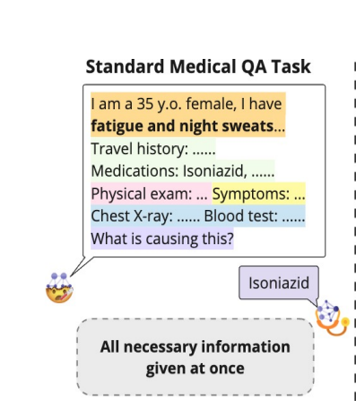 Standard Medical QA Task
I am a 35 y.o. female, I have
fatigue and night sweats...
Travel history: ......
Medications: Isoniazid, ......
Physical exam: ... Symptoms: ...
Chest X-ray: ...... Blood test: ......
What is causing this?
Isoniazid
All necessary information
given at once